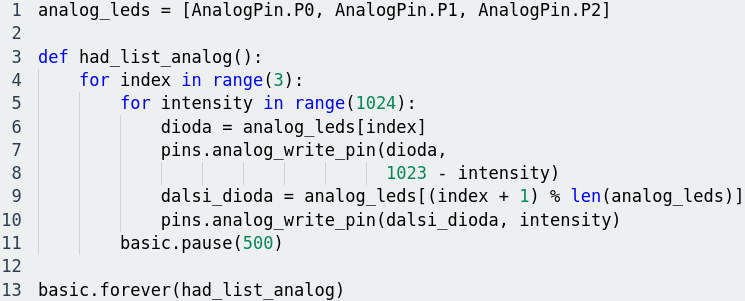 1 analog_leds = [AnalogPin.P0, AnalogPin.P1, AnalogPin.P2]
2
3 def had_list_analog():
4     for index in range(3):
5         for intensity in range(1024):
6             dioda = analog_leds[index]
7             pins.analog_write_pin(dioda,
8                                   1023 - intensity)
9             dalsi_dioda = analog_leds[(index + 1) % len(analog_leds)]
10             pins.analog_write_pin(dalsi_dioda, intensity)
11         basic.pause(500)
12
13 basic.forever(had_list_analog)